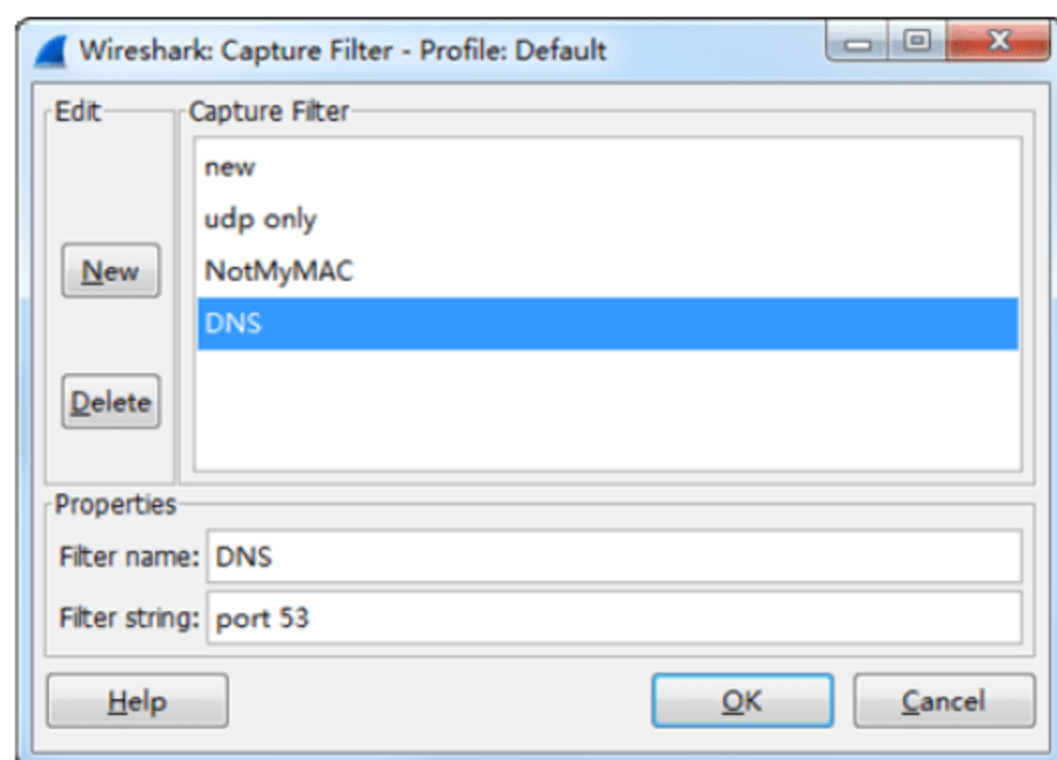 Wireshark: Capture Filter - Profile: Default
Edit
Capture Filter
new
udp only
New
NotMyMAC
DNS
Delete
Properties
Filter name: DNS
Filter string: port 53
Help
OK
Cancel